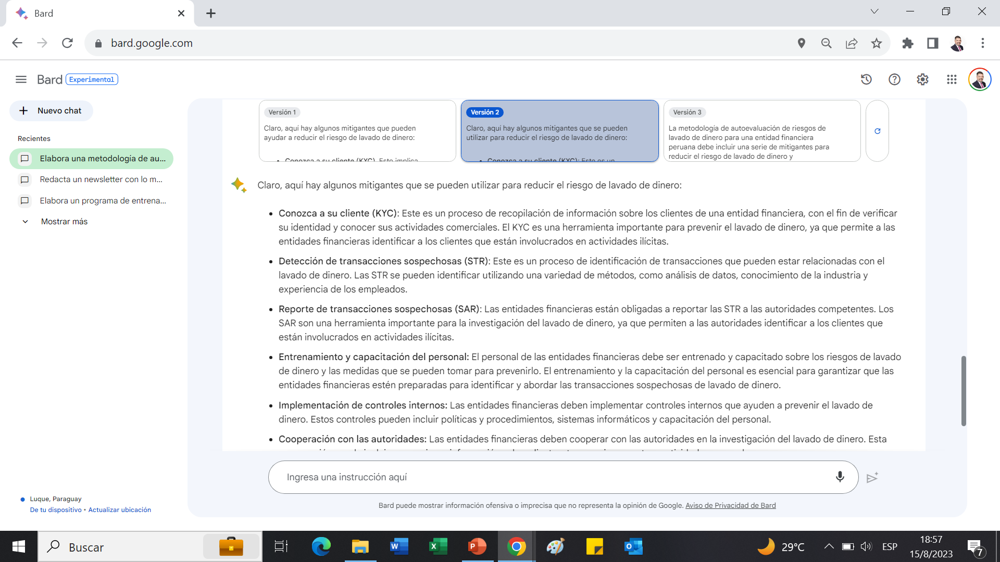 Bard
bard.google.com
Bard Experimental
Nuevo chat
Recientes
Elabora una metodología de au...
Redacta un newsletter con lo m...
Elabora un programa de entrena...
Mostrar más
Luque, Paraguay
De tu dispositivo • Actualizar ubicación
Versión 1
Claro, aquí hay algunos mitigantes que pueden
ayudar a reducir el riesgo de lavado de dinero:
• Conozca a su cliente (KYC). Esto implica
Versión 2
Claro, aquí hay algunos mitigantes que se pueden
utilizar para reducir el riesgo de lavado de dinero:
• Conozca a su cliente (KYC): Este es un
Versión 3
La metodología de autoevaluación de riesgos de
lavado de dinero para una entidad financiera
peruana debe incluir una serie de mitigantes para
reducir el riesgo de lavado de dinero y
Claro, aquí hay algunos mitigantes que se pueden utilizar para reducir el riesgo de lavado de dinero:
• Conozca a su cliente (KYC): Este es un proceso de recopilación de información sobre los clientes de una entidad financiera, con el fin de verificar
su identidad y conocer sus actividades comerciales. El KYC es una herramienta importante para prevenir el lavado de dinero, ya que permite a las
entidades financieras identificar a los clientes que están involucrados en actividades ilícitas.
• Detección de transacciones sospechosas (STR): Este es un proceso de identificación de transacciones que pueden estar relacionadas con el
lavado de dinero. Las STR se pueden identificar utilizando una variedad de métodos, como análisis de datos, conocimiento de la industria y
experiencia de los empleados.
• Reporte de transacciones sospechosas (SAR): Las entidades financieras están obligadas a reportar las STR a las autoridades competentes. Los
SAR son una herramienta importante para la investigación del lavado de dinero, ya que permiten a las autoridades identificar a los clientes que
están involucrados en actividades ilícitas.
• Entrenamiento y capacitación del personal: El personal de las entidades financieras debe ser entrenado y capacitado sobre los riesgos de lavado
de dinero y las medidas que se pueden tomar para prevenirlo. El entrenamiento y la capacitación del personal es esencial para garantizar que las
entidades financieras estén preparadas para identificar y abordar las transacciones sospechosas de lavado de dinero.
• Implementación de controles internos: Las entidades financieras deben implementar controles internos que ayuden a prevenir el lavado de
dinero. Estos controles pueden incluir políticas y procedimientos, sistemas informáticos y capacitación del personal.
• Cooperación con las autoridades: Las entidades financieras deben cooperar con las autoridades en la investigación del lavado de dinero. Esta
Ingresa una instrucción aquí
Bard puede mostrar información ofensiva o imprecisa que no representa la opinión de Google. Aviso de Privacidad de Bard
Buscar
29°C
ESP
18:57
15/8/2023
7